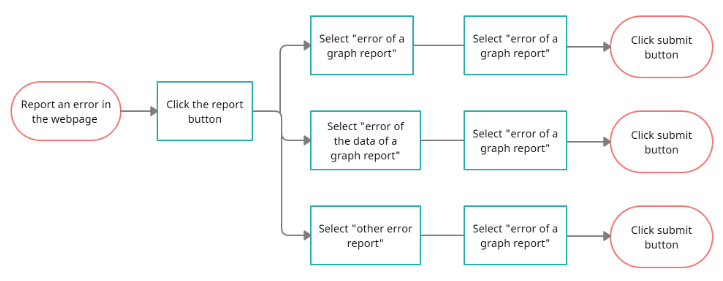 Report an error in
the webpage
Click the report
button
Select "error of a
graph report"
Select "error of a
graph report"
Click submit
button
Select "error of
the data of a
graph report"
Select "error of a
graph report"
Click submit
button
Select "other error
report"
Select "error of a
graph report"
Click submit
button